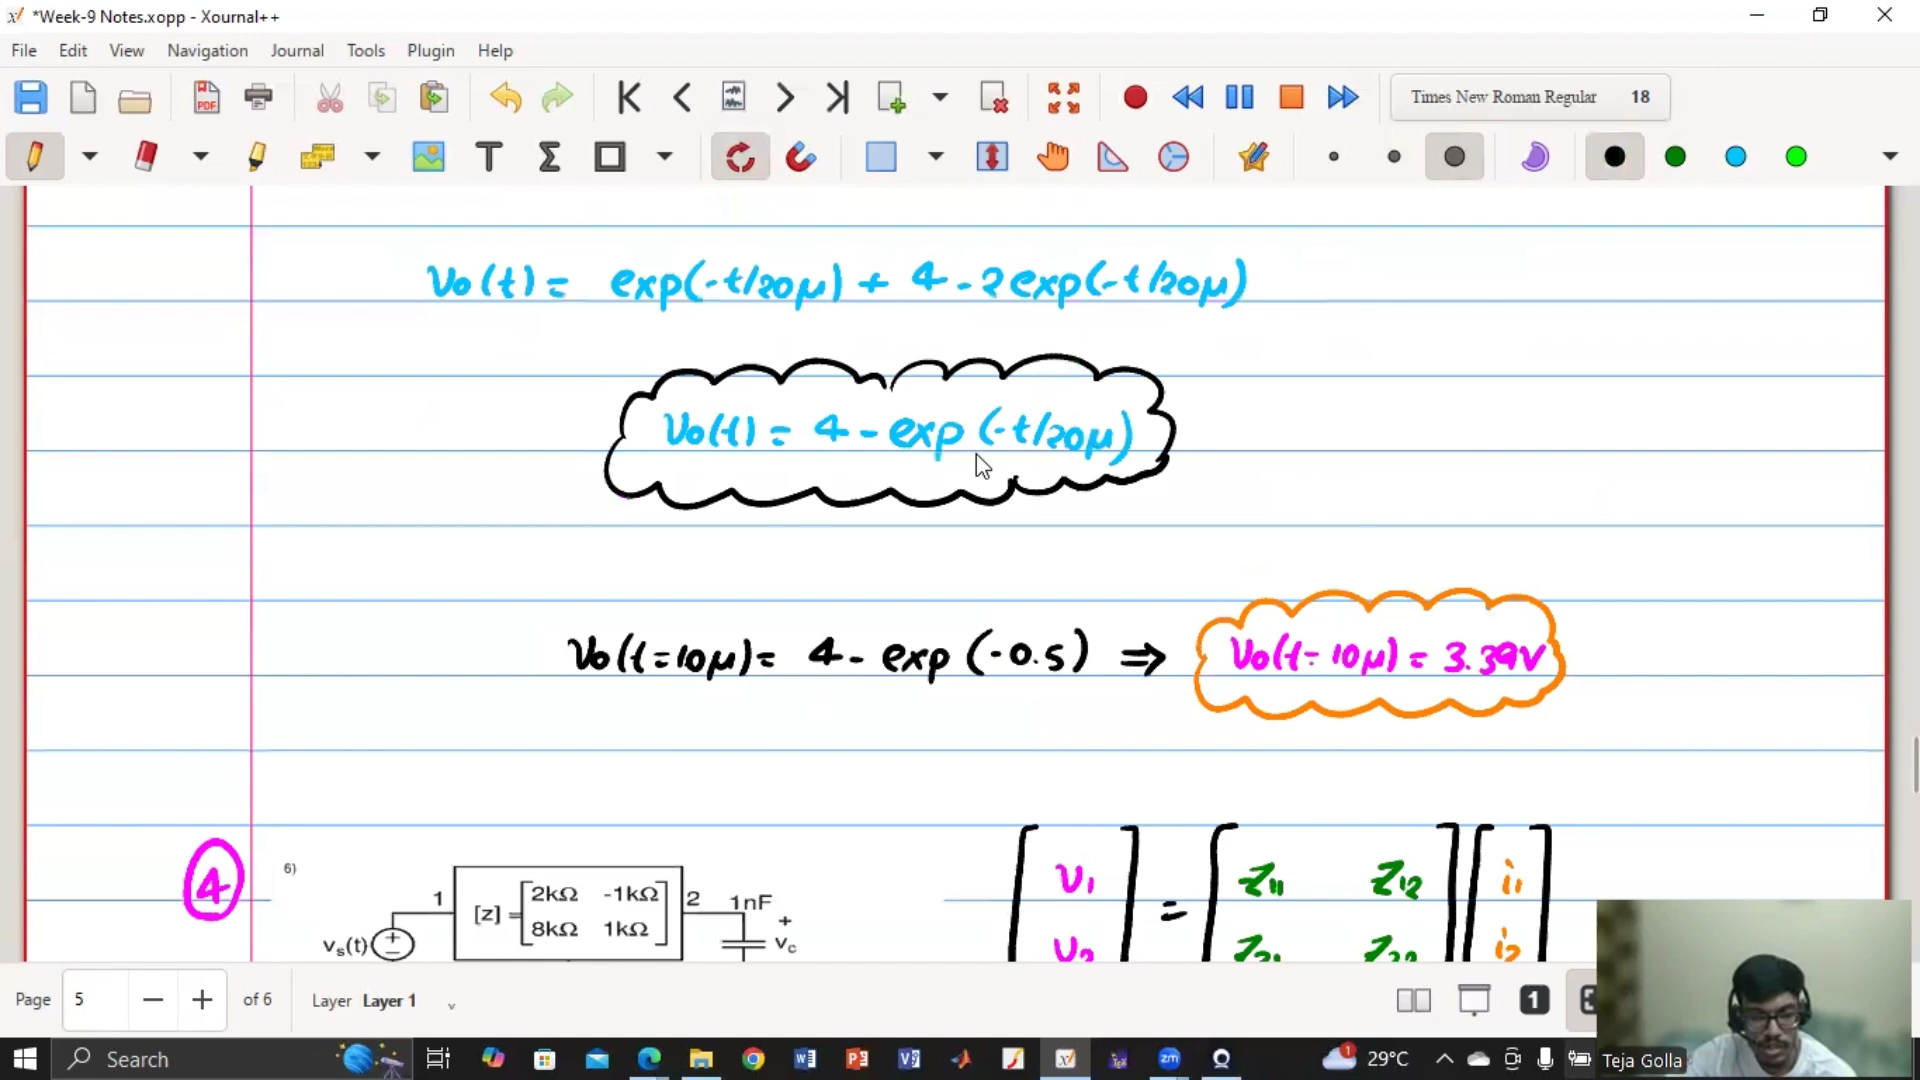 *Week-9 Notes.xopp - Xournal++
File Edit View Navigation Journal Tools Plugin Help
Times New Roman Regular 18
Vo(t) = exp(-t/20μ) + 4 - 2exp(-t/20μ)
Vo(t) = 4 - exp(-t/20μ)
Vo(t=10μ) = 4 - exp(-0.5) ⇒ Vo(t=10μ) = 3.39V
4
6)
1 [z] = [2kΩ -1kΩ 2 1nF
8kΩ 1kΩ]
vs(t) + - + vc
[v1 = [z11 z12 [i1
v2] z21 z22] i2]
Page 5 of 6 Layer Layer 1
1
Search 29°C Teja Golla